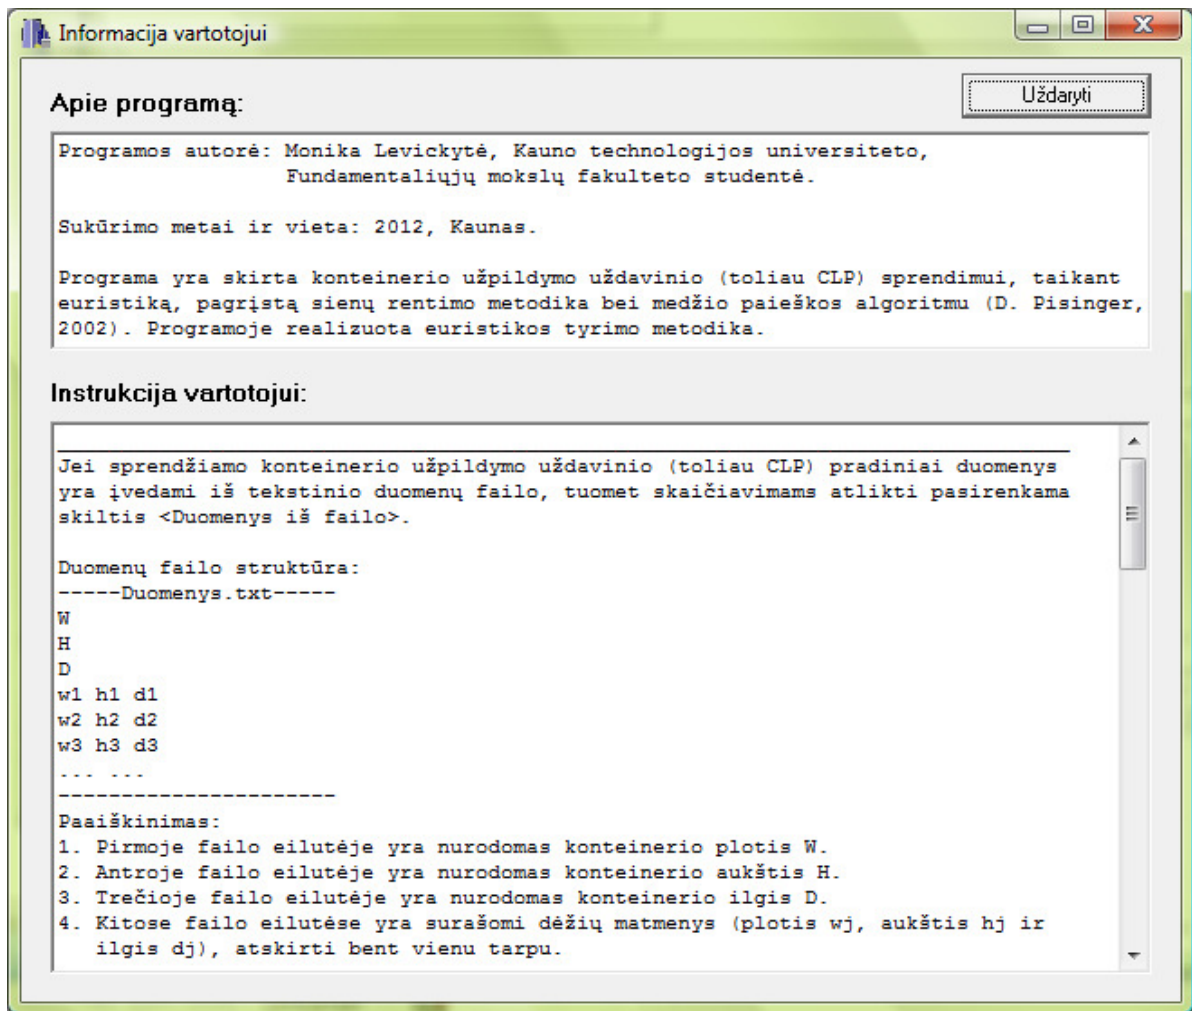 Informacija vartotojui
Apie programą:
Uždaryti
Programos autorė: Monika Levickytė, Kauno technologijos universiteto,
Fundamentaliųjų mokslų fakulteto studentė.
Sukūrimo metai ir vieta: 2012, Kaunas.
Programa yra skirta konteinerio užpildymo uždavinio (toliau CLP) sprendimui, taikant
euristiką, pagrįstą sienų rentimo metodika bei medžio paieškos algoritmu (D. Pisinger,
2002). Programoje realizuota euristikos tyrimo metodika.
Instrukcija vartotojui:
Jei sprendžiamo konteinerio užpildymo uždavinio (toliau CLP) pradiniai duomenys
yra įvedami iš tekstinio duomenų failo, tuomet skaičiavimams atlikti pasirenkama
skiltis <Duomenys iš failo>.
Duomenų failo struktūra:
-----Duomenys.txt-----
W
H
D
w1 h1 d1
w2 h2 d2
w3 h3 d3
... ...
----------------------
Paaiškinimas:
1. Pirmoje failo eilutėje yra nurodomas konteinerio plotis W.
2. Antroje failo eilutėje yra nurodomas konteinerio aukštis H.
3. Trečioje failo eilutėje yra nurodomas konteinerio ilgis D.
4. Kitose failo eilutėse yra surašomi dėžių matmenys (plotis wj, aukštis hj ir
ilgis dj), atskirti bent vienu tarpu.